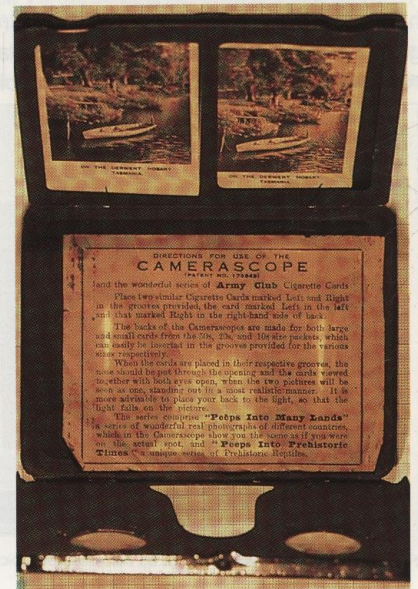 ON THE DERWENT, HOBART
TASMANIA.
ON THE DERWENT, HOBART
TASMANIA.
DIRECTIONS FOR USE OF THE
CAMERASCOPE
(PATENT NO.
and the wonderful series of Army Club Cigarette Cards
Place two similar Cigarette Cards marked Left and Right
in the grooves provided, the card marked Left in the left
and that marked Right in the right-hand side of back.
The backs of the Camerascopes are made for both large
and small cards from the 50s, 20s, and 10s size packets, which
can easily be inserted in the grooves provided for the various
sizes respectively.
When the cards are placed in their respective grooves, the
nose should be put through the opening and the cards viewed
together with both eyes open, when the two pictures will be
seen as one, standing out in a most realistic manner. It is
more advisable to place your back to the light, so that the
light falls on the picture.
The series comprise "Peeps Into Many Lands"
a series of wonderful real photographs of different countries,
which in the Camerascope show you the scene as if you were
on the actual spot, and "Peeps Into Prehistoric
Times" a unique series of Prehistoric Reptiles.